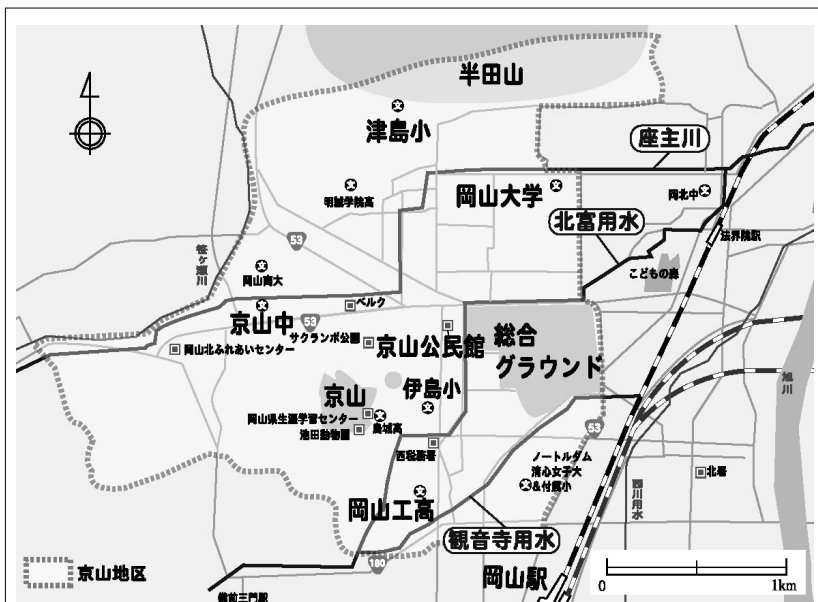 半田山
津島小
座主川
明誠学院高
岡山大学
岡北中
北富用水
法界院駅
笹ヶ瀬川
53
こどもの森
岡山商大
ベルク
京山中
53
サクランボ公園
京山公民館
総合
グラウンド
岡山北ふれあいセンター
旭川
京山
伊島小
岡山県生涯学習センター
烏城高
池田動物園
53
西税務署
ノートルダム
清心女子大
&付属小
北署
西川用水
岡山工高
観音寺用水
180
岡山駅
京山地区
備前三門駅
0
1km